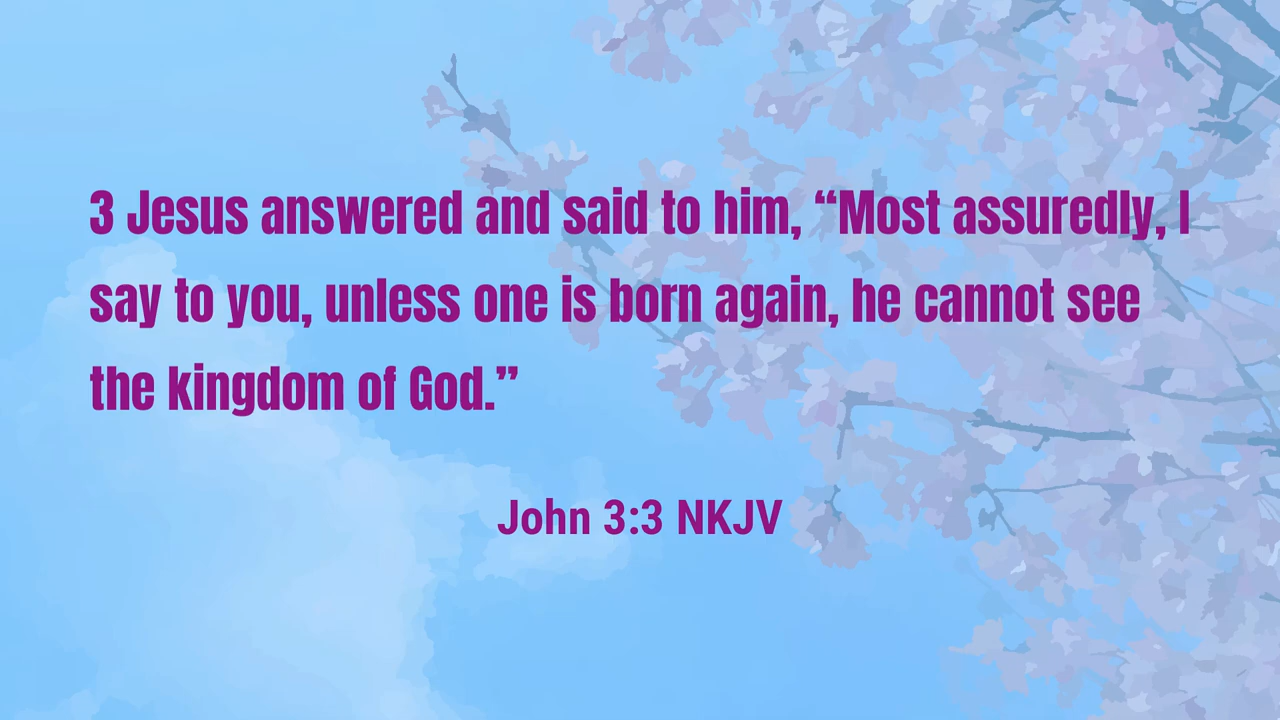 3 Jesus answered and said to him, “Most assuredly, I
say to you, unless one is born again, he cannot see
the kingdom of God.”
John 3:3 NKJV